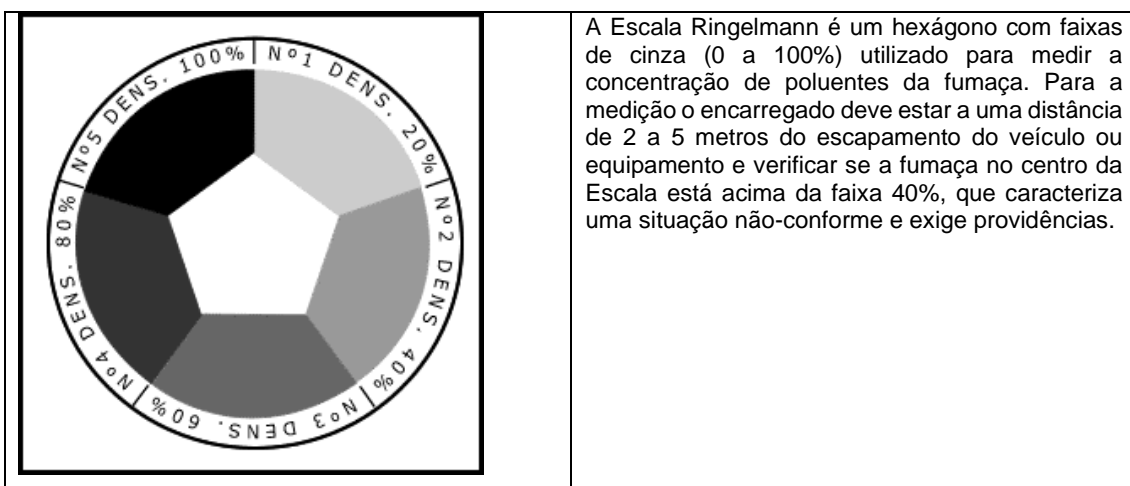 Nº1 DENS. 20%
Nº2 DENS. 40%
Nº3 DENS. 60%
Nº4 DENS. 80%
Nº5 DENS. 100%
A Escala Ringelmann é um hexágono com faixas
de cinza (0 a 100%) utilizado para medir a
concentração de poluentes da fumaça. Para a
medição o encarregado deve estar a uma distância
de 2 a 5 metros do escapamento do veículo ou
equipamento e verificar se a fumaça no centro da
Escala está acima da faixa 40%, que caracteriza
uma situação não-conforme e exige providências.